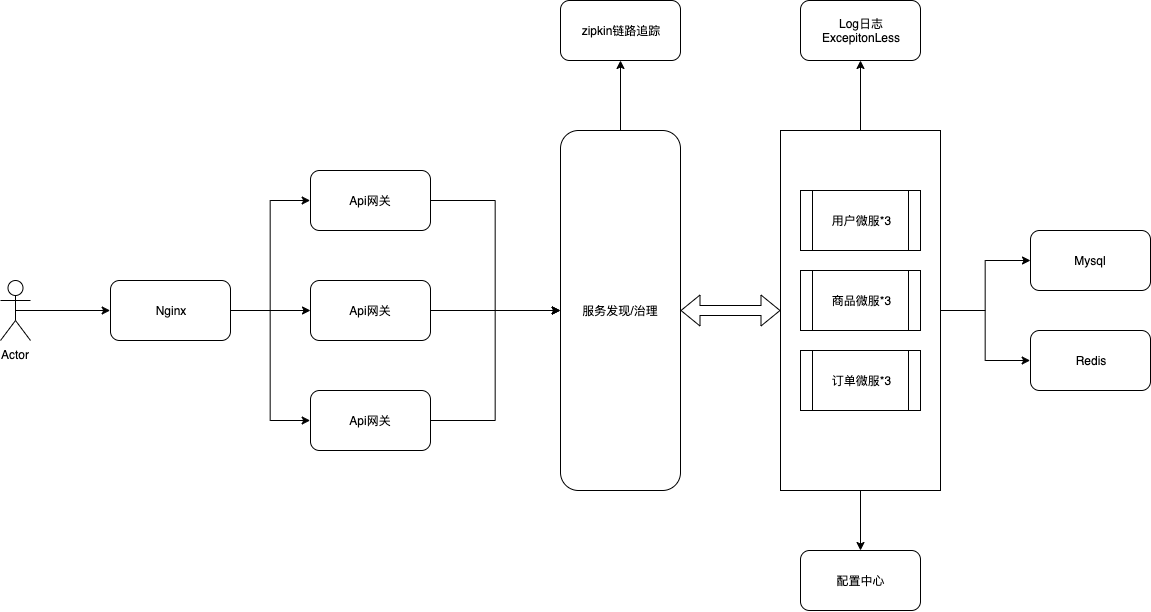 zipkin链路追踪
Log日志
ExcepitonLess
Api网关
用户微服*3
Mysql
Nginx
Api网关
服务发现/治理
商品微服*3
Actor
Redis
订单微服*3
Api网关
配置中心